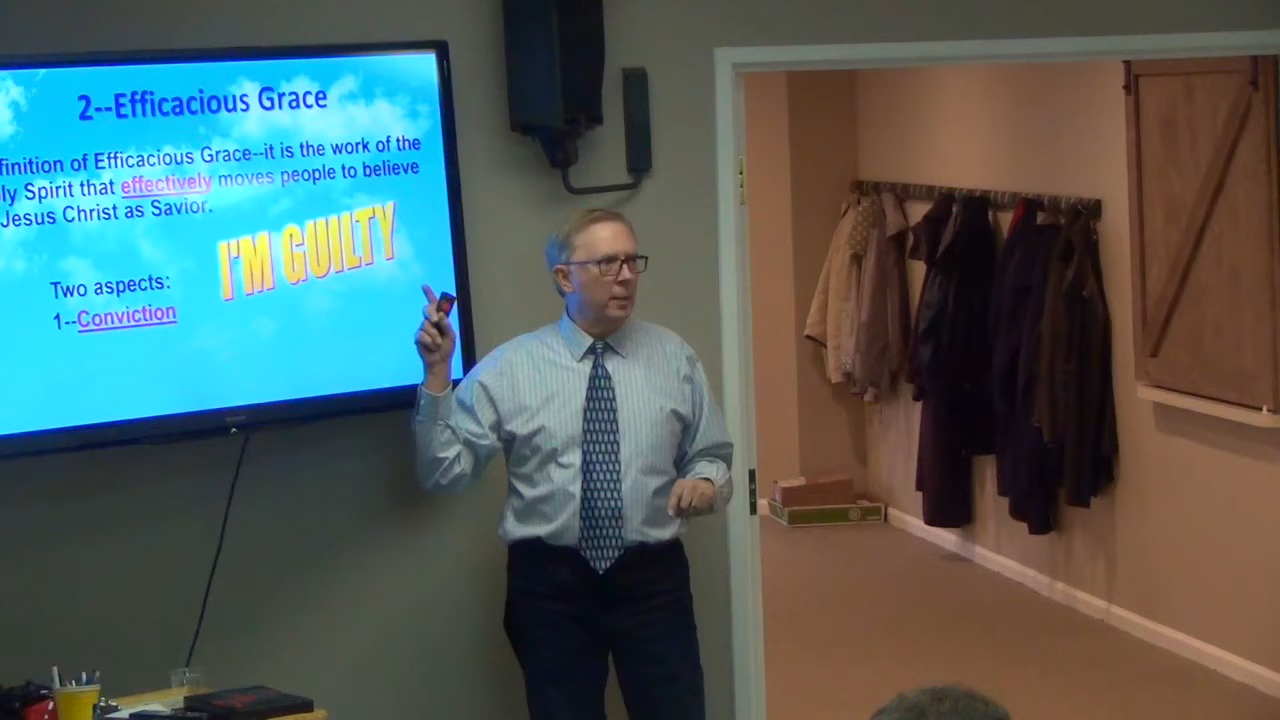 2--Efficacious Grace
finition of Efficacious Grace--it is the work of the
ly Spirit that effectively moves people to believe
Jesus Christ as Savior.
I'M GUILTY
Two aspects:
1--Conviction